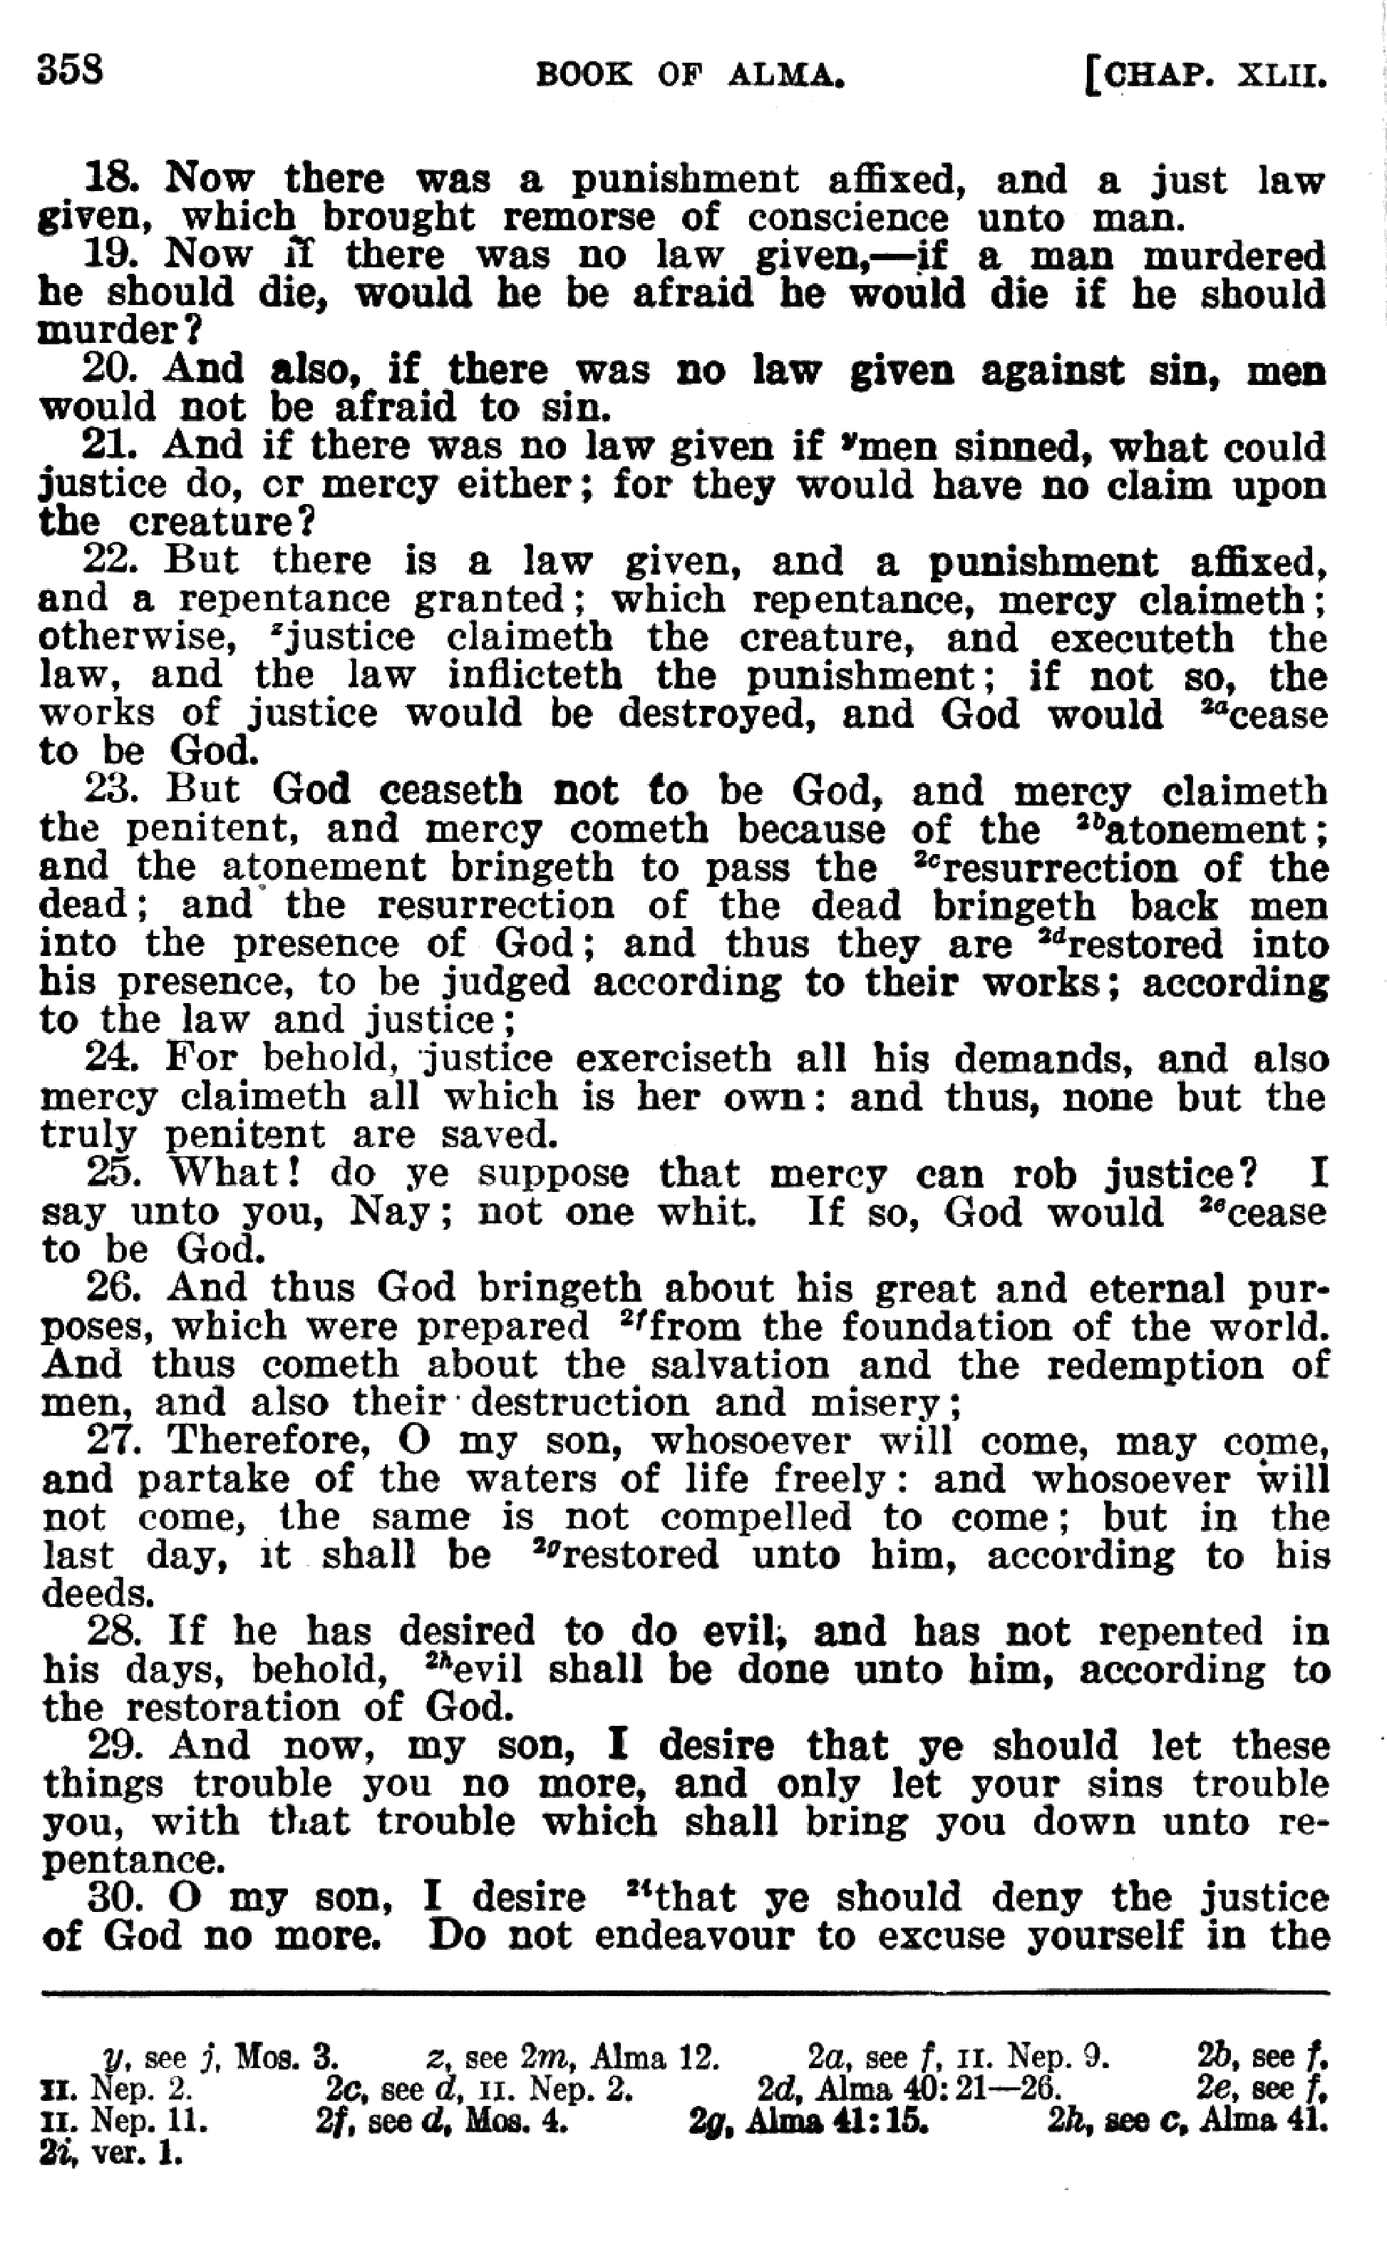 358 BOOK OF ALMA. [CHAP. XLII.
18. Now there was a punishment affixed, and a just law
given, which brought remorse of conscience unto man.
19. Now if there was no law given,—if a man murdered
he should die, would he be afraid he would die if he should
murder?
20. And also, if there was no law given against sin, men
would not be afraid to sin.
21. And if there was no law given if ʸmen sinned, what could
justice do, or mercy either; for they would have no claim upon
the creature?
22. But there is a law given, and a punishment affixed,
and a repentance granted; which repentance, mercy claimeth;
otherwise, ᶻjustice claimeth the creature, and executeth the
law, and the law inflicteth the punishment; if not so, the
works of justice would be destroyed, and God would ²ᵃcease
to be God.
23. But God ceaseth not to be God, and mercy claimeth
the penitent, and mercy cometh because of the ²ᵇatonement;
and the atonement bringeth to pass the ²ᶜresurrection of the
dead; and the resurrection of the dead bringeth back men
into the presence of God; and thus they are ²ᵈrestored into
his presence, to be judged according to their works; according
to the law and justice;
24. For behold, justice exerciseth all his demands, and also
mercy claimeth all which is her own: and thus, none but the
truly penitent are saved.
25. What! do ye suppose that mercy can rob justice? I
say unto you, Nay; not one whit. If so, God would ²ᵉcease
to be God.
26. And thus God bringeth about his great and eternal pur-
poses, which were prepared ²ᶠfrom the foundation of the world.
And thus cometh about the salvation and the redemption of
men, and also their destruction and misery;
27. Therefore, O my son, whosoever will come, may come,
and partake of the waters of life freely: and whosoever will
not come, the same is not compelled to come; but in the
last day, it shall be ²ᵍrestored unto him, according to his
deeds.
28. If he has desired to do evil, and has not repented in
his days, behold, ²ʰevil shall be done unto him, according to
the restoration of God.
29. And now, my son, I desire that ye should let these
things trouble you no more, and only let your sins trouble
you, with that trouble which shall bring you down unto re-
pentance.
30. O my son, I desire ²ⁱthat ye should deny the justice
of God no more. Do not endeavour to excuse yourself in the
y, see j, Mos. 3. z, see 2m, Alma 12. 2a, see f, II. Nep. 9. 2b, see f,
II. Nep. 2. 2c, see d, II. Nep. 2. 2d, Alma 40:21—26. 2e, see f,
II. Nep. 11. 2f, see d, Mos. 4. 2g, Alma 41:15. 2h, see c, Alma 41.
2i, ver. 1.